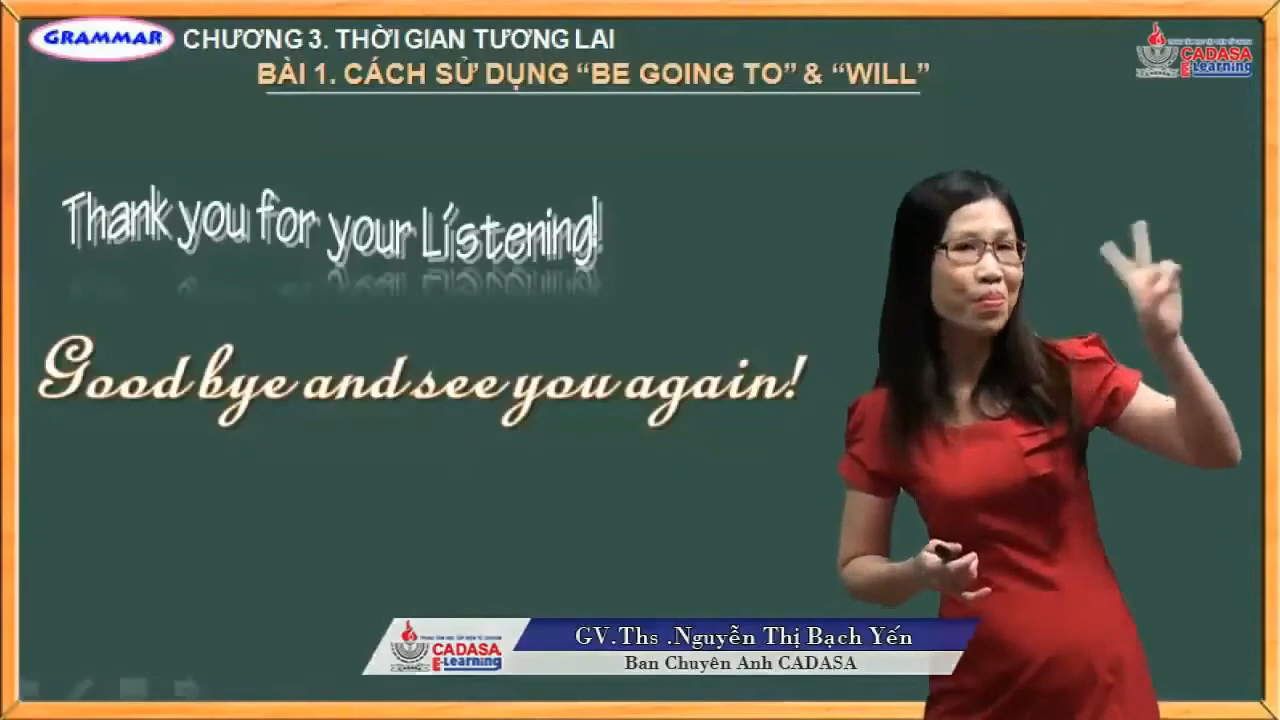 GRAMMAR CHƯƠNG 3. THỜI GIAN TƯƠNG LAI
BÀI 1. CÁCH SỬ DỤNG “BE GOING TO” & “WILL”
CADASA
E-Learning
Thank you for your Listening!
Good bye and see you again!
GV.Ths .Nguyễn Thị Bạch Yến
Ban Chuyên Anh CADASA
CADASA
E-Learning